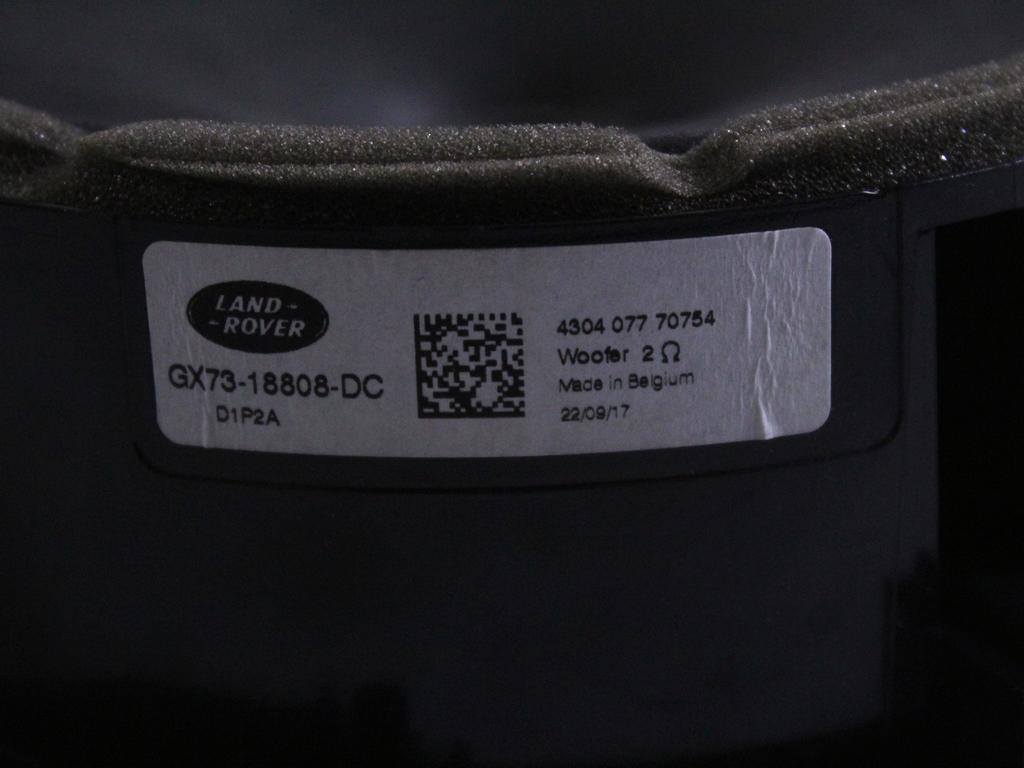 LAND-
-ROVER
GX73-18808-DC
D1P2A
4304 077 70754
Woofer 2 Ω
Made in Belgium
22/09/17